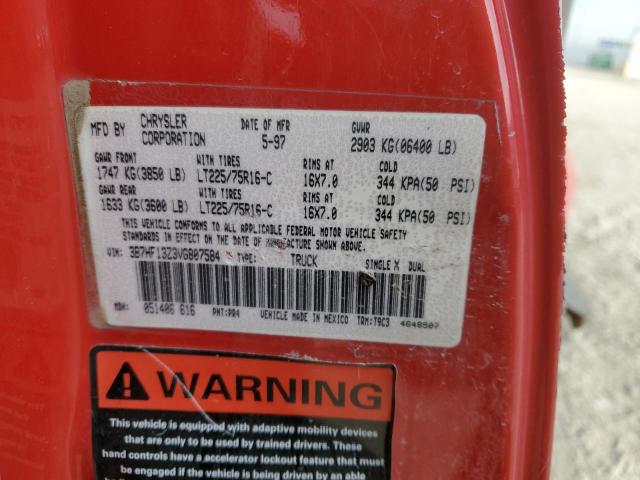 MFD BY CHRYSLER CORPORATION DATE OF MFR 5-97 GVWR 2903 KG(06400 LB)
GAWR FRONT WITH TIRES RIMS AT COLD
1747 KG(3850 LB) LT225/75R16-C 16X7.0 344 KPA(50 PSI)
GAWR REAR WITH TIRES RIMS AT COLD
1633 KG(3600 LB) LT225/75R16-C 16X7.0 344 KPA(50 PSI)
THIS VEHICLE CONFORMS TO ALL APPLICABLE FEDERAL MOTOR VEHICLE SAFETY
STANDARDS IN EFFECT ON THE DATE OF MANUFACTURE SHOWN ABOVE.
VIN: 3B7MF13Z3VG807584 TYPE: TRUCK SINGLE X DUAL
MDH: 051406 616 PNT:PR4 VEHICLE MADE IN MEXICO TRM:T9C3 4648507
WARNING
This vehicle is equipped with adaptive mobility devices
that are only to be used by trained drivers. These
hand controls have a accelerator lockout feature that must
be engaged if the vehicle is being driven by an able